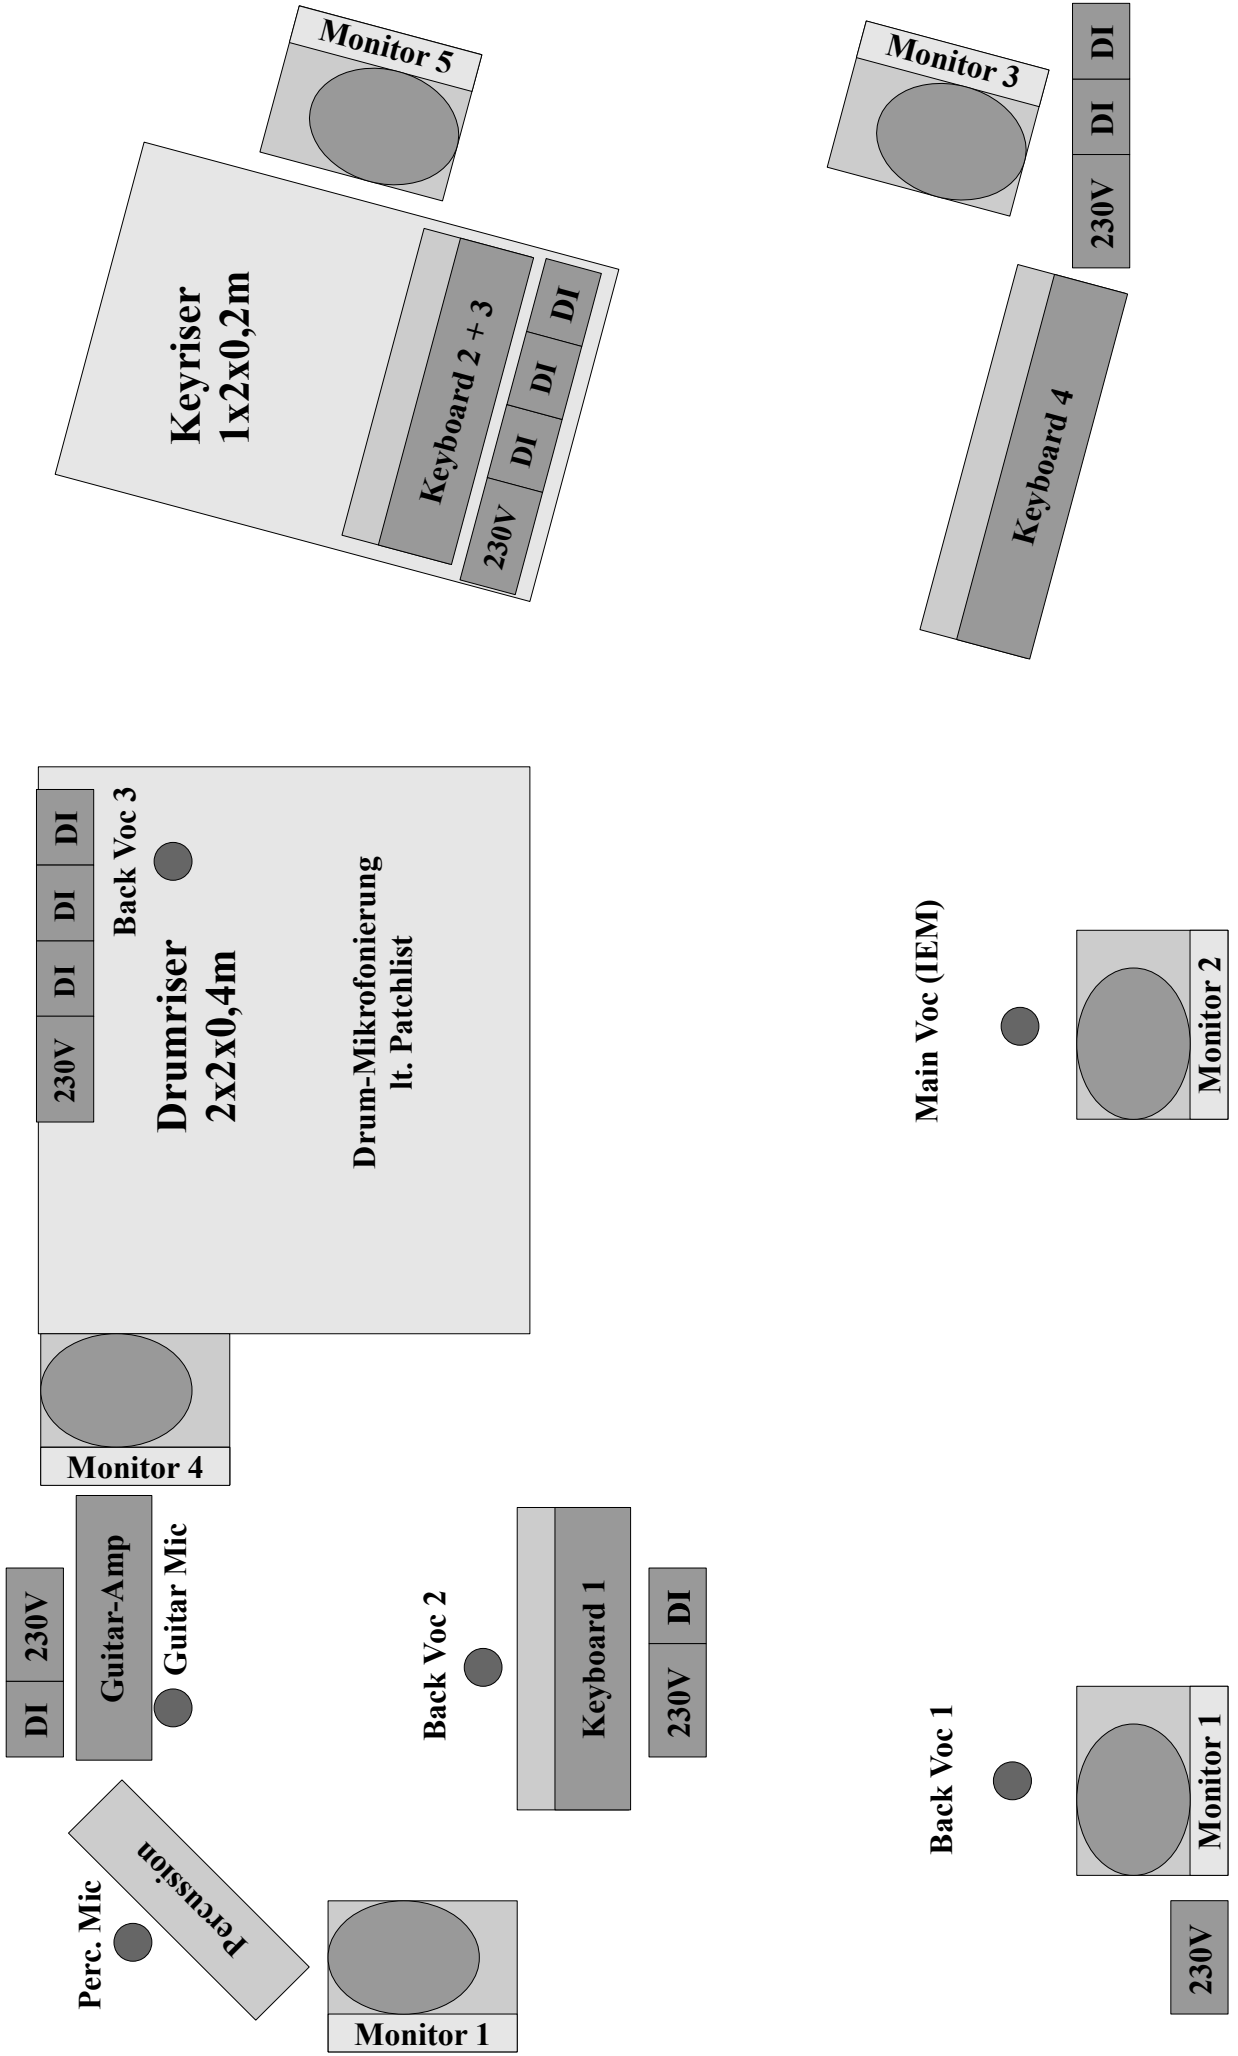 DI
230V
Guitar-Amp
Guitar Mic
Monitor 4
230V
DI
DI
DI
Back Voc 3
Drumriser
2x2x0,4m
Drum-Mikrofonierung
lt. Patchlist
Keyriser
1x2x0,2m
Keyboard 2 + 3
230V
DI
DI
DI
Monitor 5
Perc. Mic
Percussion
Monitor 1
Back Voc 2
Keyboard 1
230V
DI
Back Voc 1
Monitor 1
230V
Main Voc (IEM)
Monitor 2
Keyboard 4
Monitor 3
230V
DI
DI